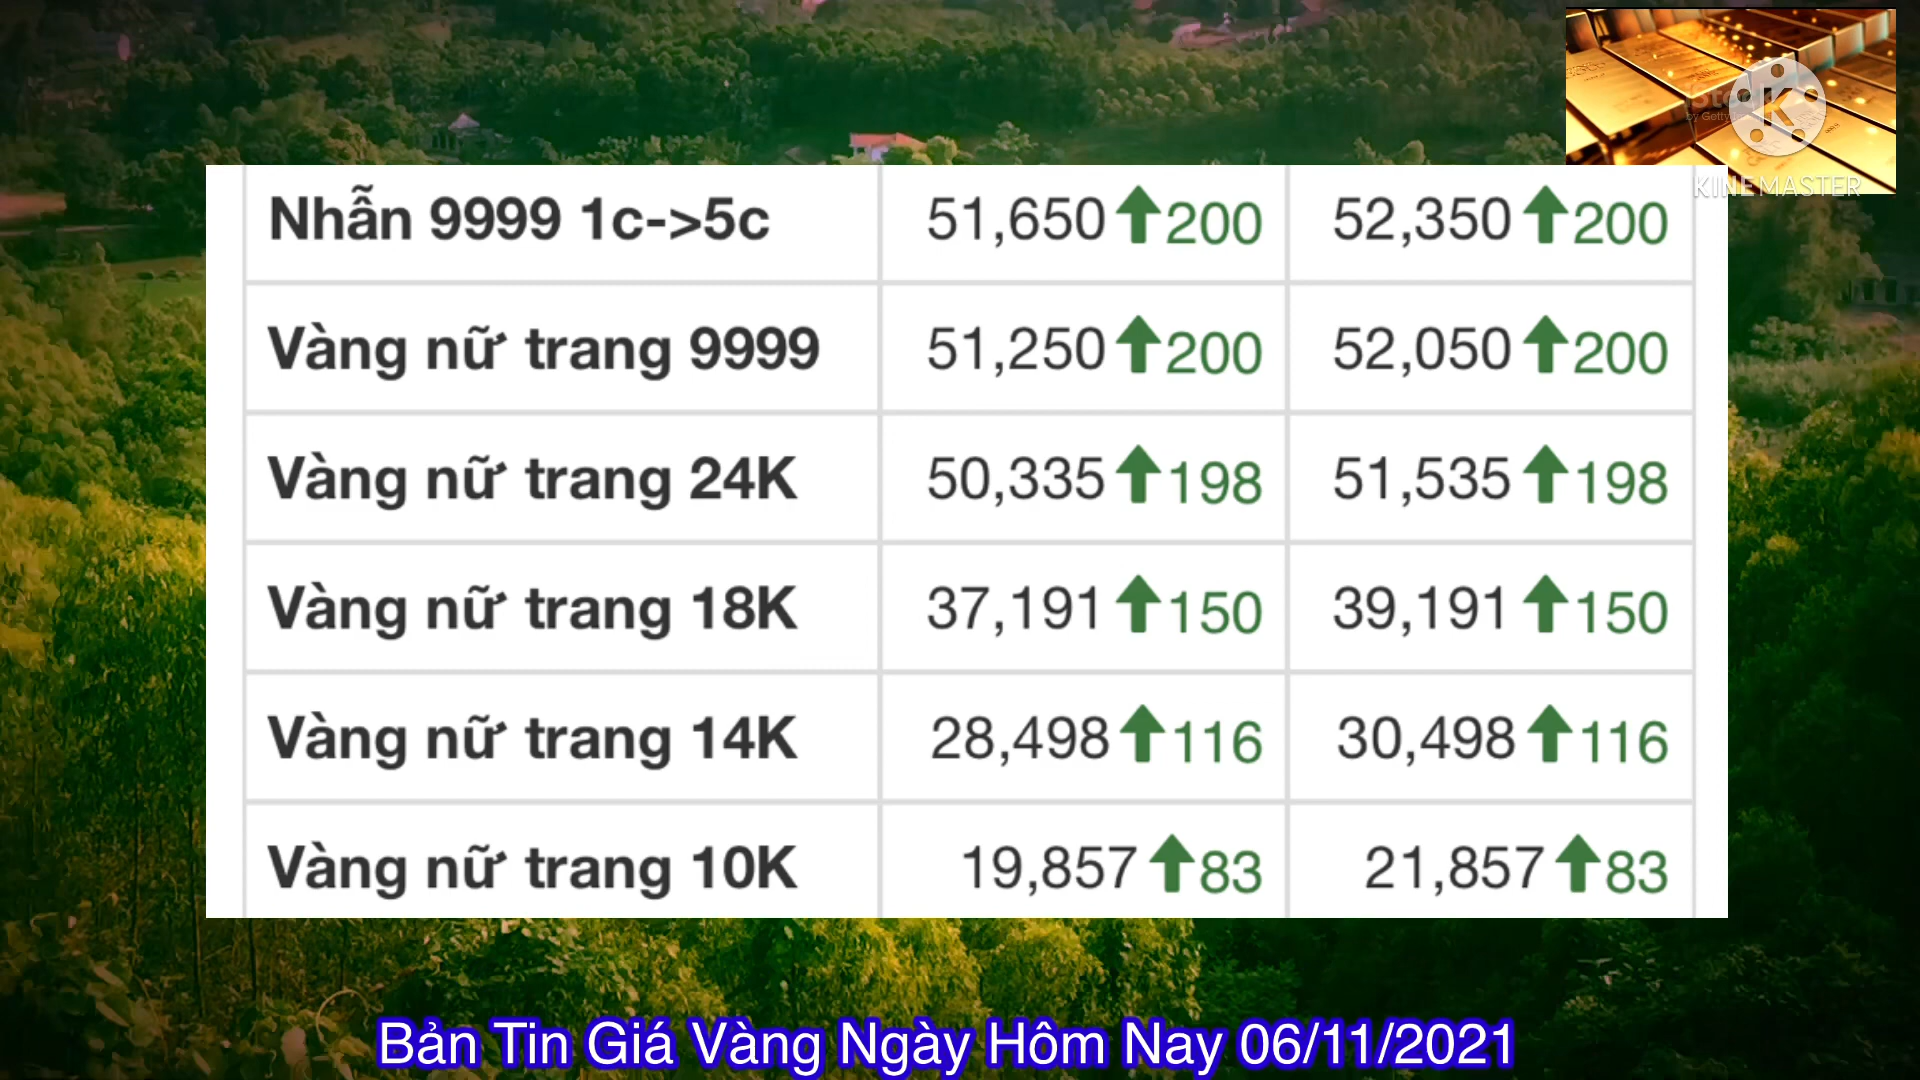 KINEMASTER
Nhẫn 9999 1c->5c 51,650 200 52,350 200
Vàng nữ trang 9999 51,250 200 52,050 200
Vàng nữ trang 24K 50,335 198 51,535 198
Vàng nữ trang 18K 37,191 150 39,191 150
Vàng nữ trang 14K 28,498 116 30,498 116
Vàng nữ trang 10K 19,857 83 21,857 83
Bản Tin Giá Vàng Ngày Hôm Nay 06/11/2021